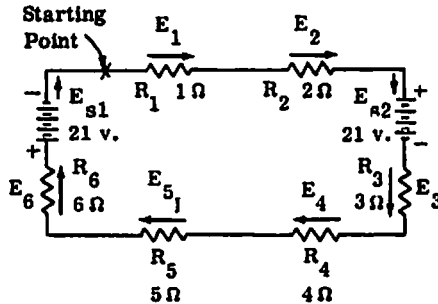 Starting
Point
E1
E2
R1 1Ω
R2 2Ω
−
+
Es1
21 v.
Es2
21 v.
+
−
E6
R6
6Ω
R3
3Ω
E3
E5
I
E4
R5
5Ω
R4
4Ω